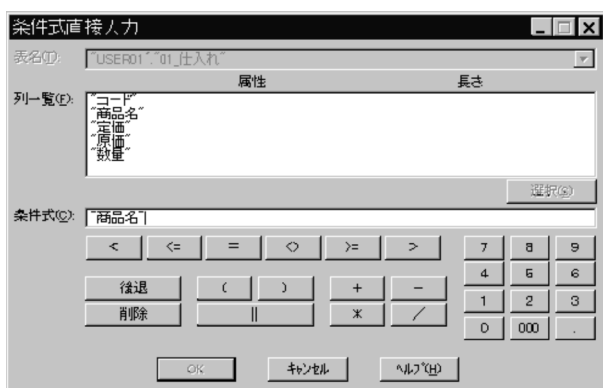 条件式直接入力
表名(T): "USER01"."01_仕入れ"
属性 長さ
列一覧(F):
"コード"
"商品名"
"定価"
"原価"
"数量"
選択(S)
条件式(C): "商品名"
< <= = <> >= > 7 8 9
4 5 6
後退 ( ) + -
1 2 3
削除 || * /
0 000 .
OK キャンセル ヘルプ(H)